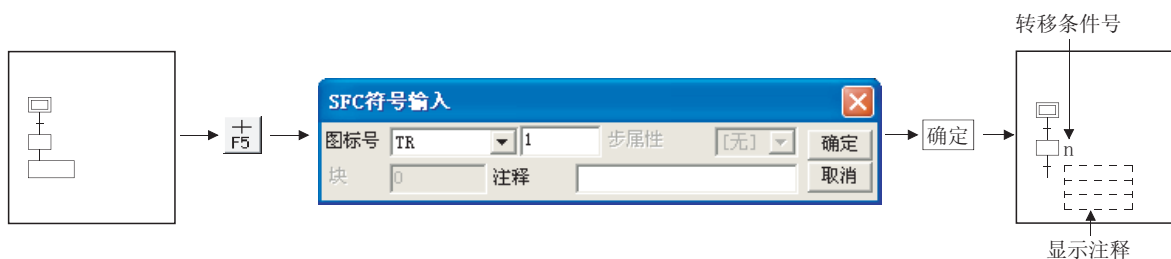 转移条件号
SFC符号输入
图标号 TR 1 步属性 [无] 确定
块 0 注释 取消
F5
确定
n
显示注释